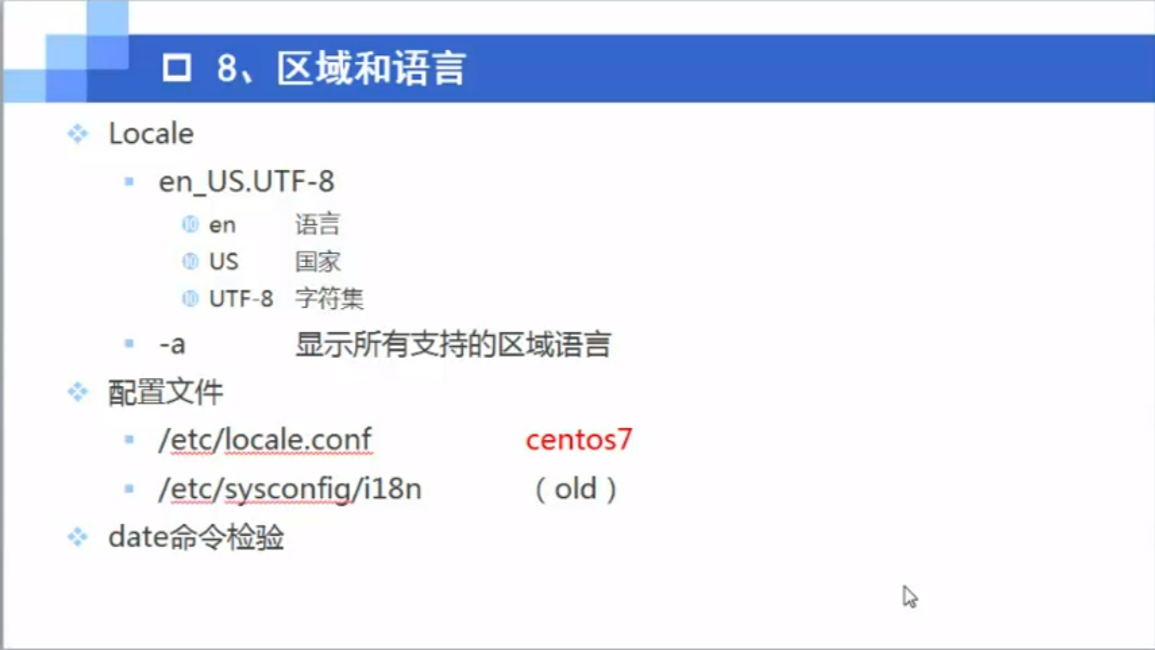 8、区域和语言
Locale
en_US.UTF-8
en 语言
US 国家
UTF-8 字符集
-a 显示所有支持的区域语言
配置文件
/etc/locale.conf centos7
/etc/sysconfig/i18n （old）
date命令检验